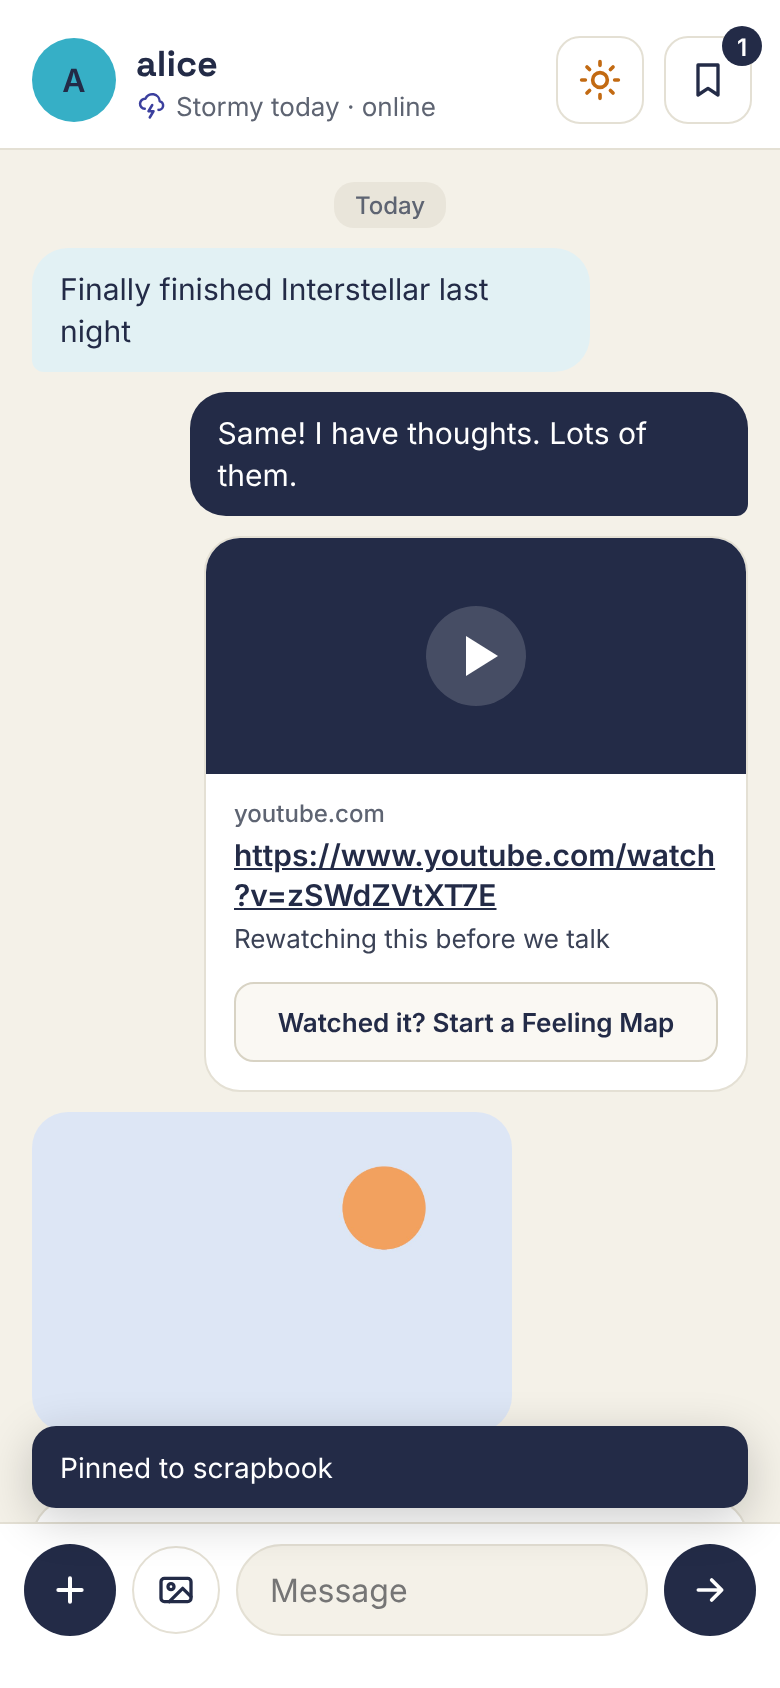 A
alice
Stormy today · online
1
Today
Finally finished Interstellar last
night
Same! I have thoughts. Lots of
them.
youtube.com
https://www.youtube.com/watch
?v=zSWdZVtXT7E
Rewatching this before we talk
Watched it? Start a Feeling Map
Pinned to scrapbook
Message